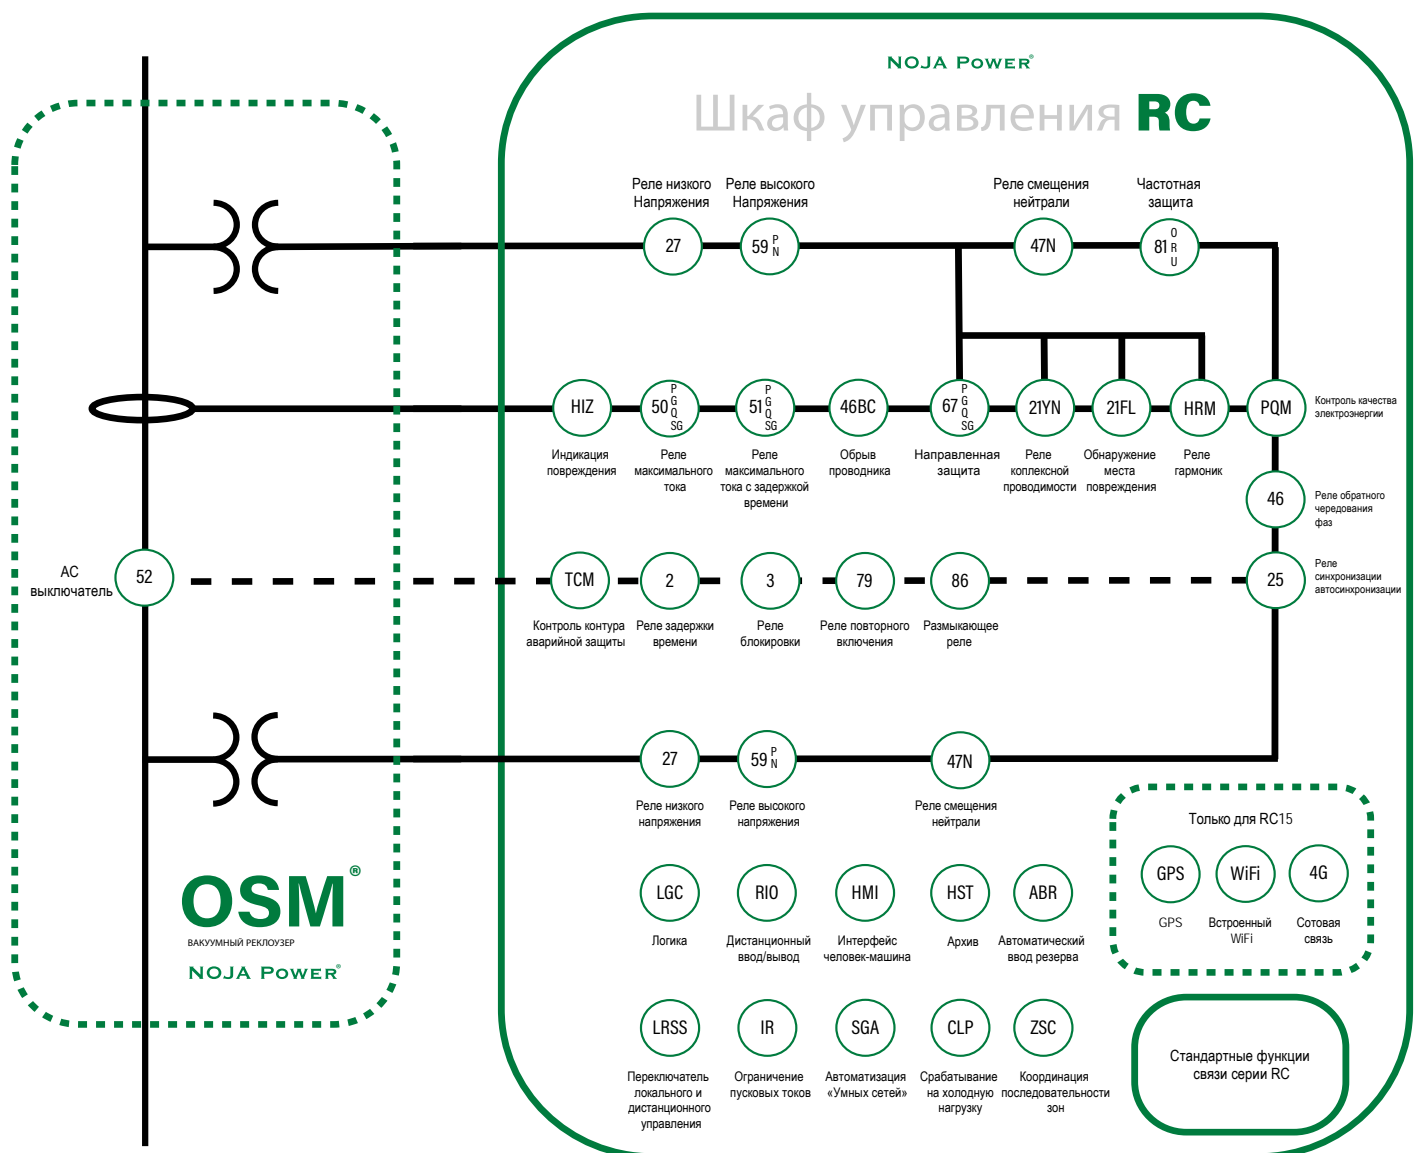 NOJA POWER®
Шкаф управления RC
Реле низкого
Напряжения
Реле высокого
Напряжения
Реле смещения
нейтрали
Частотная
защита
27
59 P N
47N
81 O R U
HIZ
50 P G Q SG
51 P G Q SG
46BC
67 P G Q SG
21YN
21FL
HRM
PQM
Контроль качества
электроэнергии
Индикация
повреждения
Реле
максимального
тока
Реле
максимального
тока с задержкой
времени
Обрыв
проводника
Направленная
защита
Реле
коплексной
проводимости
Обнаружение
места
повреждения
Реле
гармоник
46
Реле обратного
чередования
фаз
АС
выключатель
52
TCM
2
3
79
86
25
Реле
синхронизации
автосинхронизации
Контроль контура
аварийной защиты
Реле задержки
времени
Реле
блокировки
Реле повторного
включения
Размыкающее
реле
27
59 P N
47N
Реле низкого
напряжения
Реле высокого
напряжения
Реле смещения
нейтрали
Только для RC15
GPS
WiFi
4G
GPS
Встроенный
WiFi
Сотовая
связь
OSM®
ВАКУУМНЫЙ РЕКЛОУЗЕР
NOJA POWER®
LGC
RIO
HMI
HST
ABR
Логика
Дистанционный
ввод/вывод
Интерфейс
человек-машина
Архив
Автоматический
ввод резерва
LRSS
IR
SGA
CLP
ZSC
Переключатель
локального и
дистанционного
управления
Ограничение
пусковых токов
Автоматизация
«Умных сетей»
Срабатывание
на холодную
нагрузку
Координация
последовательности
зон
Стандартные функции
связи серии RC